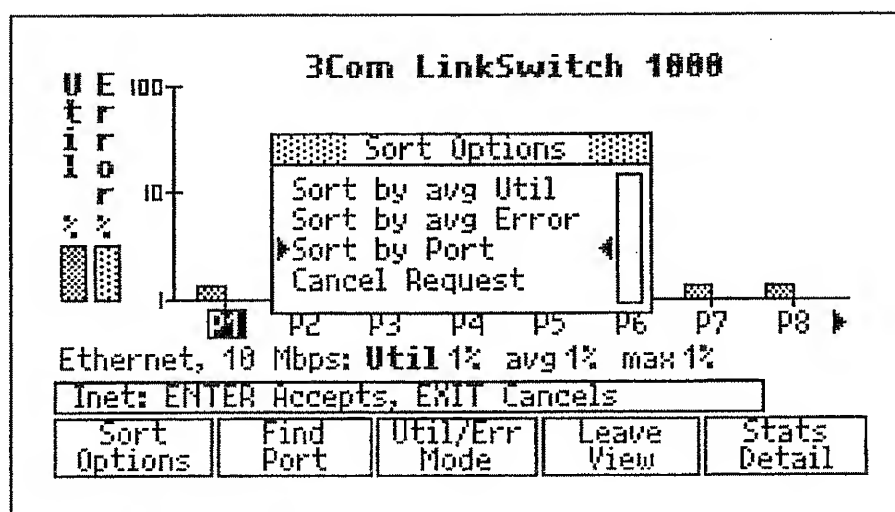 3Com LinkSwitch 1000
Util %
Error %
100
10
1
Sort Options
Sort by avg Util
Sort by avg Error
Sort by Port
Cancel Request
P1 P2 P3 P4 P5 P6 P7 P8
Ethernet, 10 Mbps: Util 1% avg 1% max 1%
Inet: ENTER Accepts, EXIT Cancels
Sort Options
Find Port
Util/Err Mode
Leave View
Stats Detail